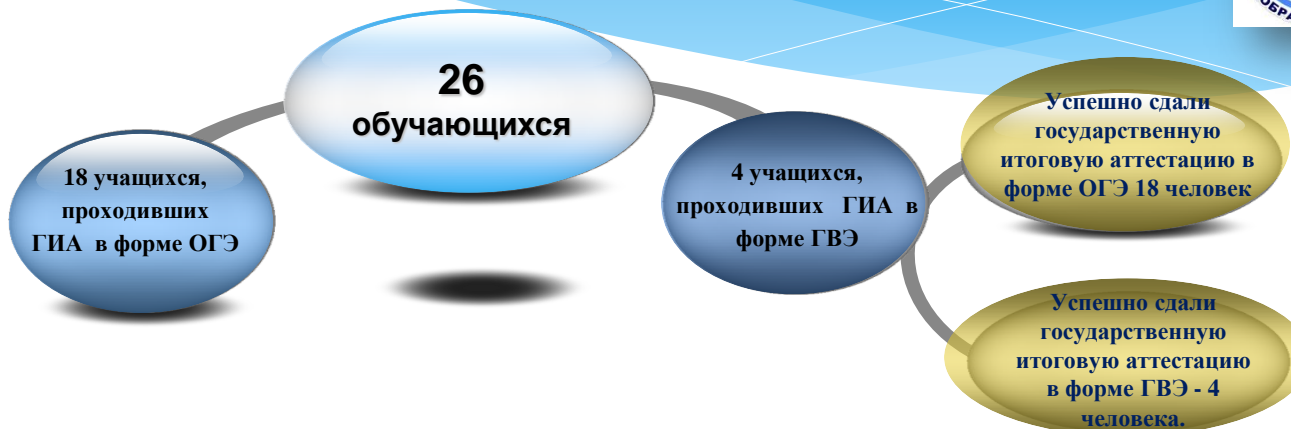 26
обучающихся
18 учащихся,
проходивших
ГИА в форме ОГЭ
4 учащихся,
проходивших ГИА в
форме ГВЭ
Успешно сдали
государственную
итоговую аттестацию в
форме ОГЭ 18 человек
Успешно сдали
государственную
итоговую аттестацию
в форме ГВЭ - 4
человека.